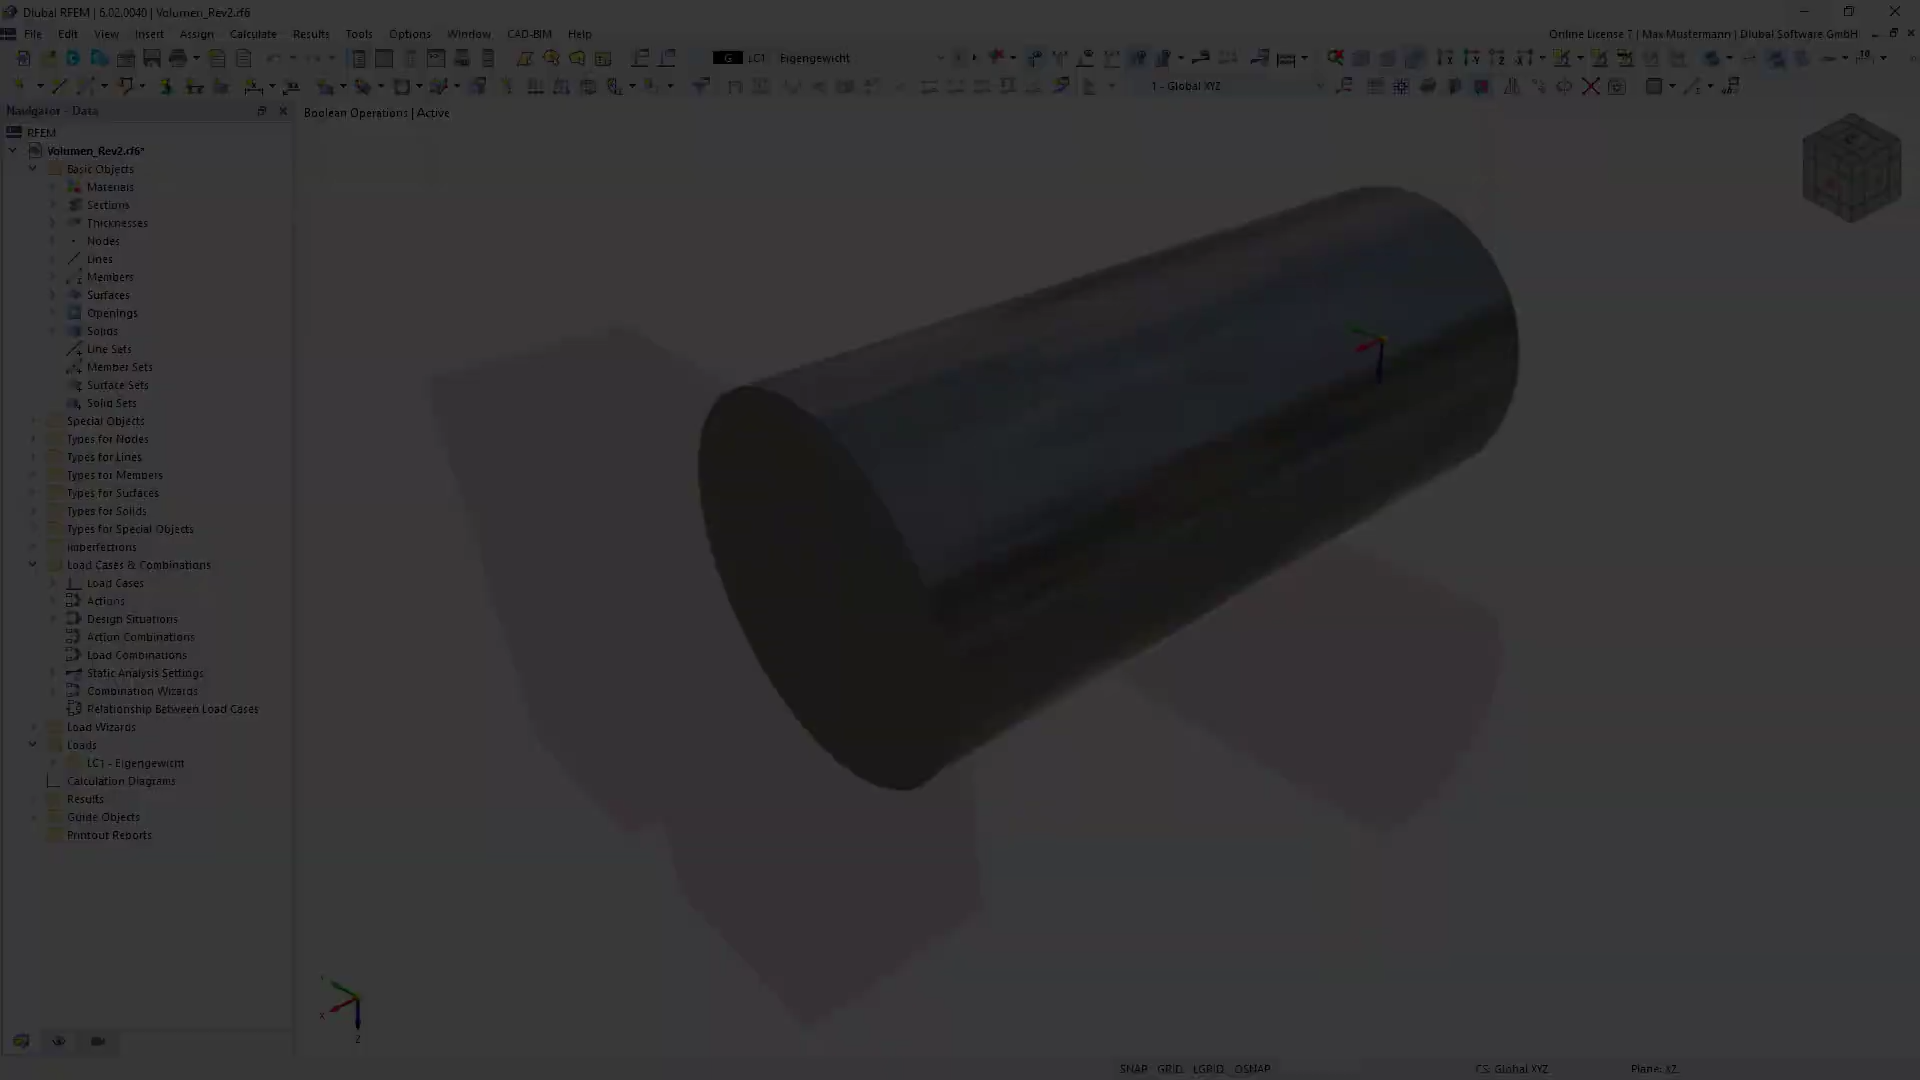 Dlubal RFEM | 6.02.0040 | Volumen_Rev2.rf6
File Edit View Insert Assign Calculate Results Tools Options Window CAD-BIM Help
Online License 7 | Max Mustermann | Dlubal Software GmbH
G LC1 Eigengewicht
1 - Global XYZ
Navigator - Data
Boolean Operations | Active
RFEM
Volumen_Rev2.rf6*
Basic Objects
Materials
Sections
Thicknesses
Nodes
Lines
Members
Surfaces
Openings
Solids
Line Sets
Member Sets
Surface Sets
Solid Sets
Special Objects
Types for Nodes
Types for Lines
Types for Members
Types for Surfaces
Types for Solids
Types for Special Objects
Imperfections
Load Cases & Combinations
Load Cases
Actions
Design Situations
Action Combinations
Load Combinations
Static Analysis Settings
Combination Wizards
Relationship Between Load Cases
Load Wizards
Loads
LC1 - Eigengewicht
Calculation Diagrams
Results
Guide Objects
Printout Reports
X
Z
SNAP GRID LGRID OSNAP
CS: Global XYZ
Plane: XZ